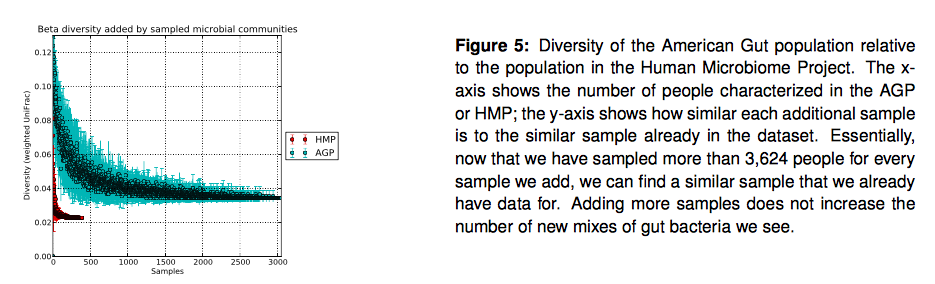 Beta diversity added by sampled microbial communities
Diversity (weighted UniFrac)
0.12
0.10
0.08
0.06
0.04
0.02
0.00
0
500
1000
1500
2000
2500
3000
Samples
HMP
AGP
Figure 5: Diversity of the American Gut population relative
to the population in the Human Microbiome Project. The x-
axis shows the number of people characterized in the AGP
or HMP; the y-axis shows how similar each additional sample
is to the similar sample already in the dataset. Essentially,
now that we have sampled more than 3,624 people for every
sample we add, we can find a similar sample that we already
have data for. Adding more samples does not increase the
number of new mixes of gut bacteria we see.